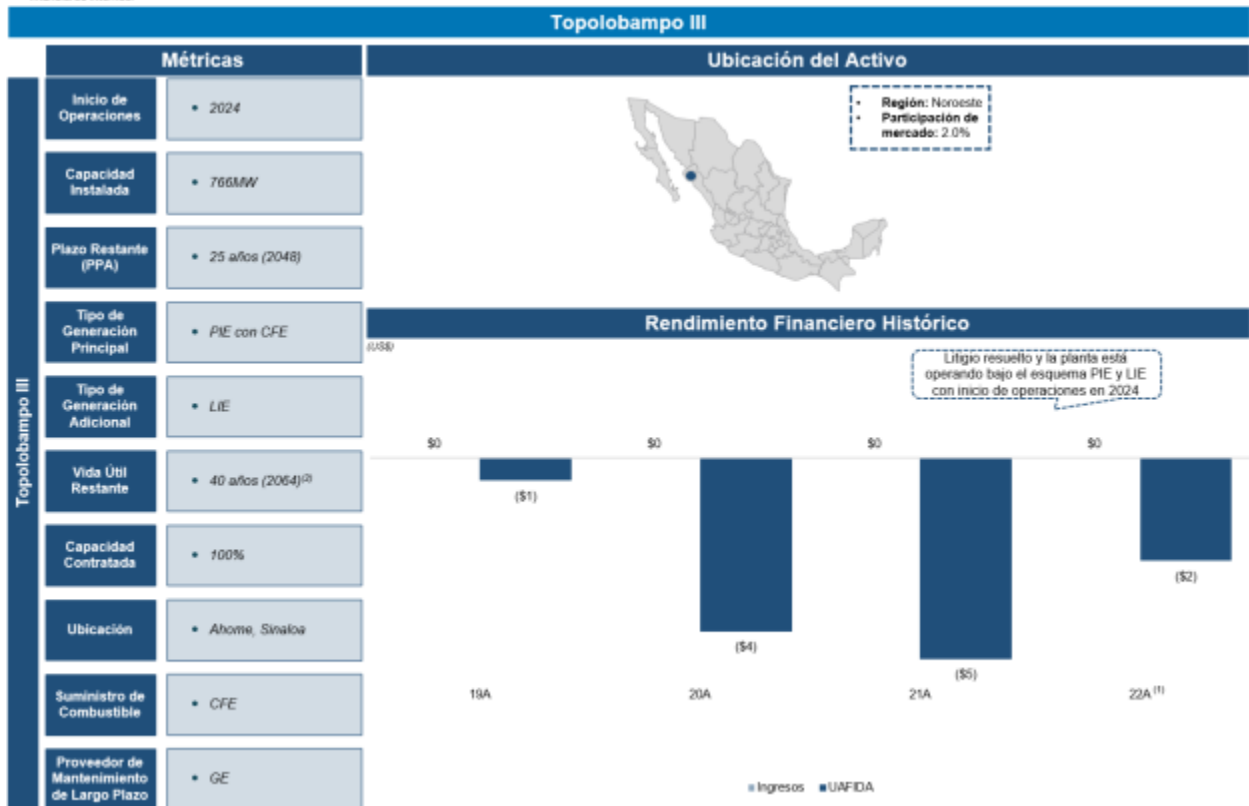 Topolobampo III
Métricas
Ubicación del Activo
Topolobampo III
Inicio de
Operaciones
• 2024
Capacidad
Instalada
• 766MW
Plazo Restante
(PPA)
• 25 años (2048)
Tipo de
Generación
Principal
• PIE con CFE
Tipo de
Generación
Adicional
• LIE
Vida Útil
Restante
• 40 años (2064)(2)
Capacidad
Contratada
• 100%
Ubicación
• Ahome, Sinaloa
Suministro de
Combustible
• CFE
Proveedor de
Mantenimiento
de Largo Plazo
• GE
• Región: Noroeste
• Participación de
mercado: 2.0%
Rendimiento Financiero Histórico
(US$)
Litigio resuelto y la planta está
operando bajo el esquema PIE y LIE
con inicio de operaciones en 2024
$0 $0 $0 $0
($1) ($4) ($5) ($2)
19A 20A 21A 22A (1)
Ingresos UAFIDA